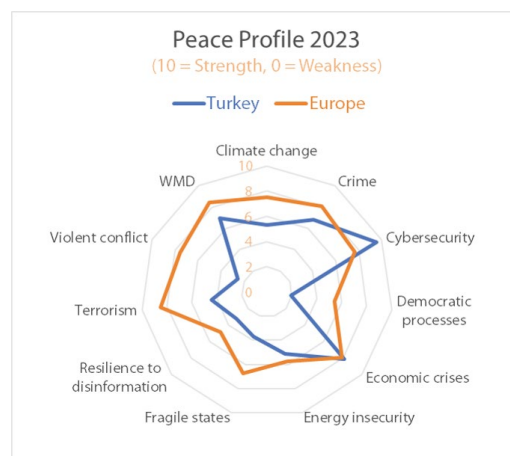 Peace Profile 2023
(10 = Strength, 0 = Weakness)
Turkey
Europe
Climate change
10
8
6
4
2
0
Crime
Cybersecurity
Democratic
processes
Economic crises
Energy insecurity
Fragile states
Resilience to
disinformation
Terrorism
Violent conflict
WMD